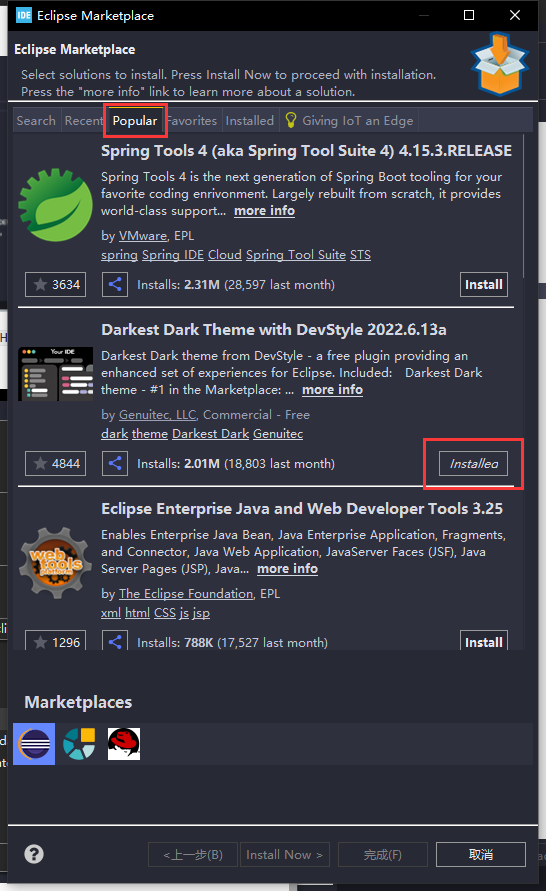 IDE Eclipse Marketplace
Eclipse Marketplace
Select solutions to install. Press Install Now to proceed with installation.
Press the "more info" link to learn more about a solution.
Search Recent Popular Favorites Installed Giving IoT an Edge
Spring Tools 4 (aka Spring Tool Suite 4) 4.15.3.RELEASE
Spring Tools 4 is the next generation of Spring Boot tooling for your
favorite coding enrivonment. Largely rebuilt from scratch, it provides
world-class support... more info
by VMware, EPL
spring Spring IDE Cloud Spring Tool Suite STS
3634 Installs: 2.31M (28,597 last month) Install
Darkest Dark Theme with DevStyle 2022.6.13a
Your IDE
Darkest Dark theme from DevStyle - a free plugin providing an
enhanced set of experiences for Eclipse. Included: Darkest Dark
theme - #1 in the Marketplace: ... more info
by Genuitec, LLC, Commercial - Free
dark theme Darkest Dark Genuitec
4844 Installs: 2.01M (18,803 last month) Installed
Eclipse Enterprise Java and Web Developer Tools 3.25
web tools platform
Enables Enterprise Java Bean, Java Enterprise Application, Fragments,
and Connector, Java Web Application, JavaServer Faces (JSF), Java
Server Pages (JSP), Java... more info
by The Eclipse Foundation, EPL
xml html CSS js jsp
1296 Installs: 788K (17,527 last month) Install
Marketplaces
? <上一步(B) Install Now > 完成(F) 取消